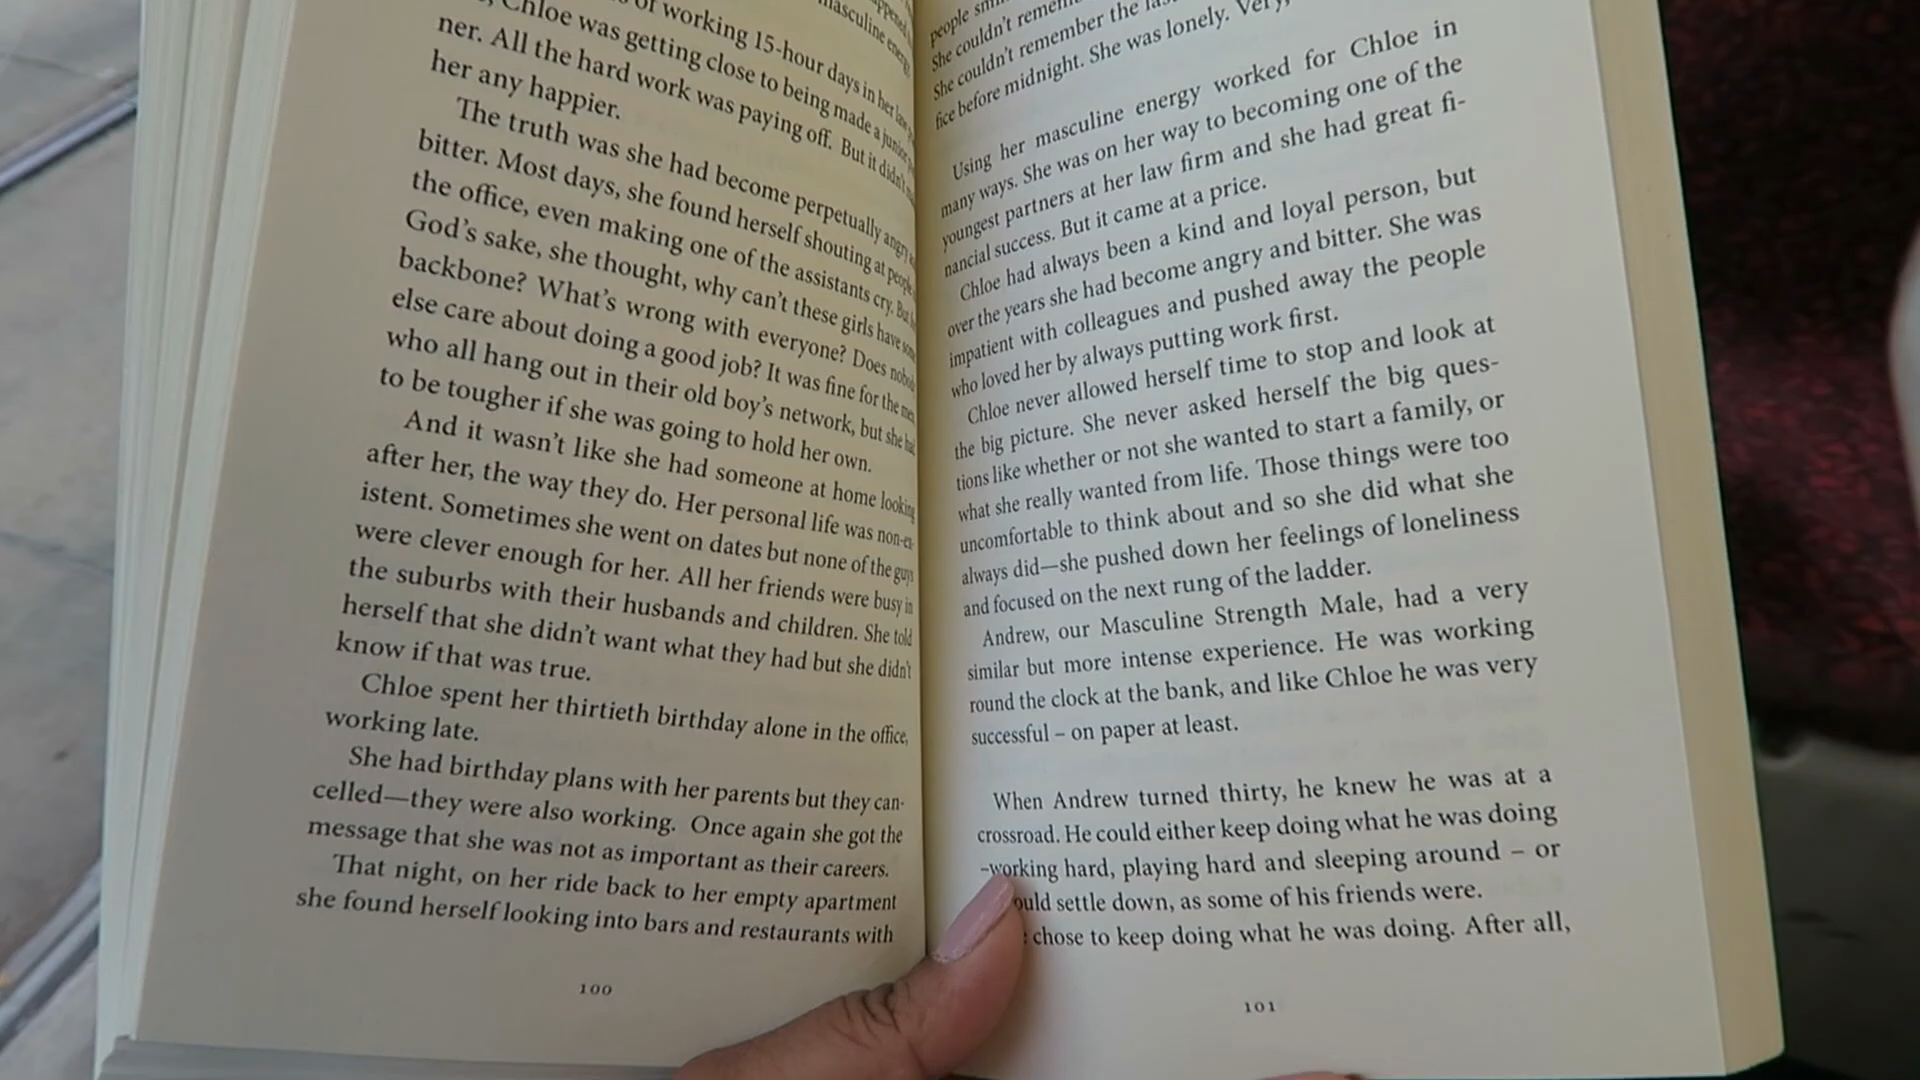 of working 15-hour days in her law
Chloe was getting close to being made a junior
ner. All the hard work was paying off. But it didn't
her any happier.
The truth was she had become perpetually angry
bitter. Most days, she found herself shouting at people
the office, even making one of the assistants cry. But
God's sake, she thought, why can't these girls have some
backbone? What's wrong with everyone? Does nobody
else care about doing a good job? It was fine for the men
who all hang out in their old boy's network, but she had
to be tougher if she was going to hold her own.
And it wasn't like she had someone at home looking
after her, the way they do. Her personal life was non-ex-
istent. Sometimes she went on dates but none of the guys
were clever enough for her. All her friends were busy in
the suburbs with their husbands and children. She told
herself that she didn't want what they had but she didn't
know if that was true.
Chloe spent her thirtieth birthday alone in the office,
working late.
She had birthday plans with her parents but they can-
celled—they were also working. Once again she got the
message that she was not as important as their careers.
That night, on her ride back to her empty apartment
she found herself looking into bars and restaurants with
100
people
She couldn't
She couldn't remember the
fice before midnight. She was lonely. Very,
Using her masculine energy worked for Chloe in
many ways. She was on her way to becoming one of the
youngest partners at her law firm and she had great fi-
nancial success. But it came at a price.
Chloe had always been a kind and loyal person, but
over the years she had become angry and bitter. She was
impatient with colleagues and pushed away the people
who loved her by always putting work first.
Chloe never allowed herself time to stop and look at
the big picture. She never asked herself the big ques-
tions like whether or not she wanted to start a family, or
what she really wanted from life. Those things were too
uncomfortable to think about and so she did what she
always did—she pushed down her feelings of loneliness
and focused on the next rung of the ladder.
Andrew, our Masculine Strength Male, had a very
similar but more intense experience. He was working
round the clock at the bank, and like Chloe he was very
successful – on paper at least.
When Andrew turned thirty, he knew he was at a
crossroad. He could either keep doing what he was doing
–working hard, playing hard and sleeping around – or
settle down, as some of his friends were.
chose to keep doing what he was doing. After all,
101